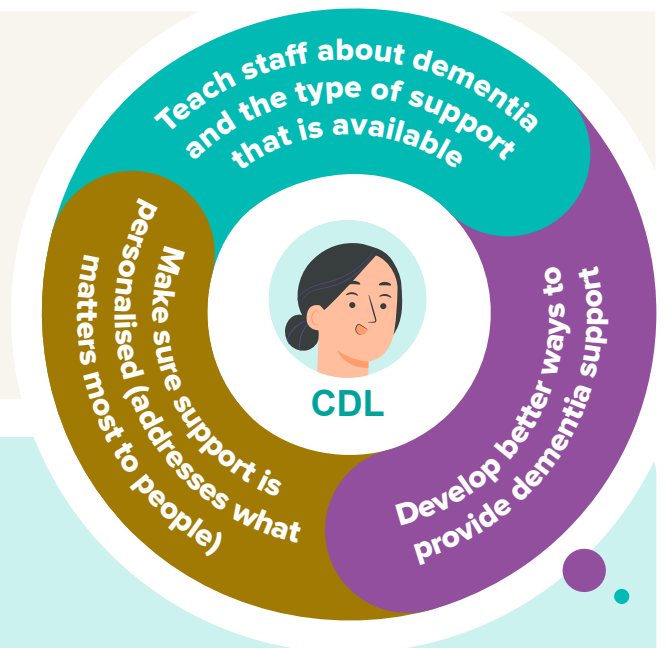 Teach staff about dementia
and the type of support
that is available
Develop better ways to
provide dementia support
Make sure support is
personalised (addresses what
matters most to people)
CDL